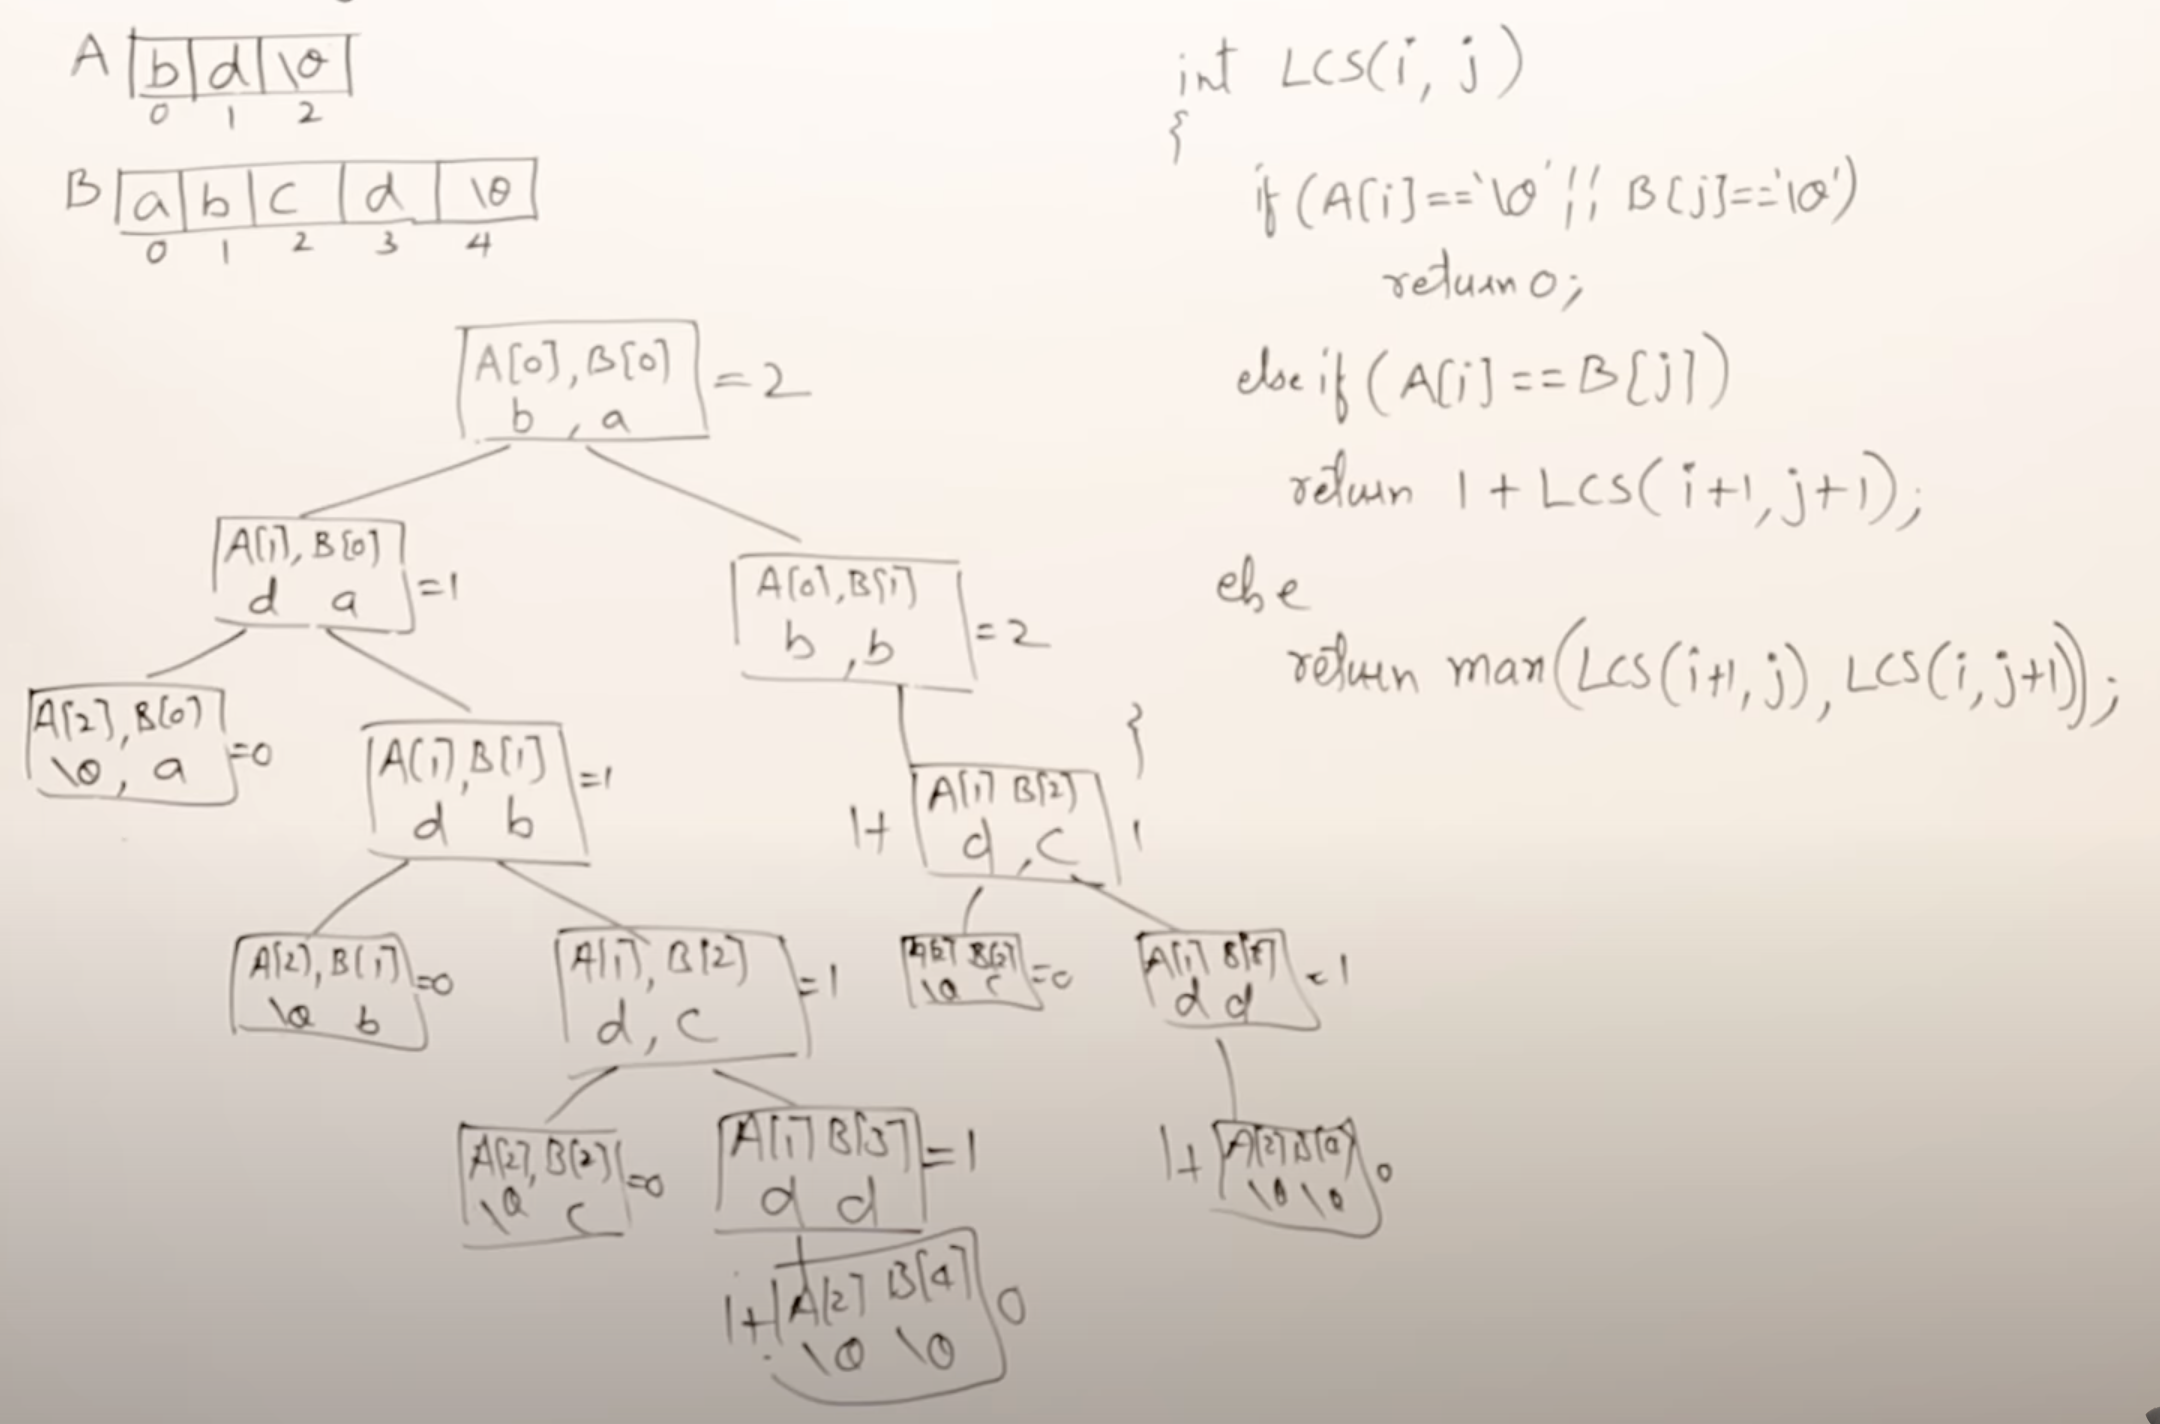 A b d \0
0 1 2
B a b c d \0
0 1 2 3 4
A[0], B[0] = 2
b , a
A[1], B[0] = 1
d a
A[0], B[1] = 2
b , b
A[2], B[0] = 0
\0 , a
A[1], B[1] = 1
d b
1+ A[1] B[2] 1
d , c
A[2], B[1] = 0
\0 b
A[1], B[2] = 1
d , c
A[2] B[2] = 0
\0 c
A[1] B[3] = 1
d d
A[2], B[2] = 0
\0 c
A[1] B[3] = 1
d d
1+ A[2] B[4] 0
\0 \0
1+ A[2] B[4] 0
\0 \0
int LCS(i, j)
{
if (A[i]=='\0' || B[j]=='\0')
return 0;
else if (A[i] == B[j])
return 1 + LCS(i+1, j+1);
else
return max(LCS(i+1, j), LCS(i, j+1));
}